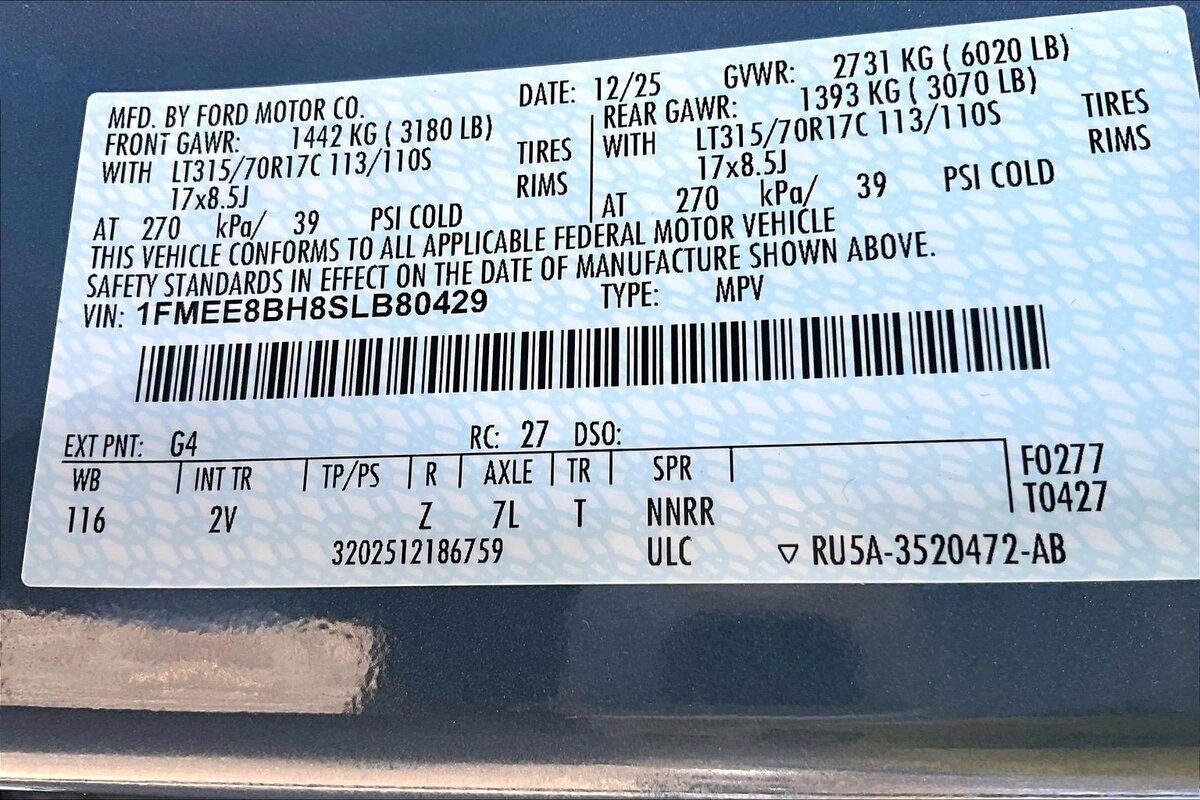 MFD. BY FORD MOTOR CO. DATE: 12/25 GVWR: 2731 KG ( 6020 LB)
FRONT GAWR: 1442 KG ( 3180 LB) REAR GAWR: 1393 KG ( 3070 LB)
WITH LT315/70R17C 113/110S TIRES WITH LT315/70R17C 113/110S TIRES
17x8.5J RIMS 17x8.5J RIMS
AT 270 kPa/ 39 PSI COLD AT 270 kPa/ 39 PSI COLD
THIS VEHICLE CONFORMS TO ALL APPLICABLE FEDERAL MOTOR VEHICLE
SAFETY STANDARDS IN EFFECT ON THE DATE OF MANUFACTURE SHOWN ABOVE.
VIN: 1FMEE8BH8SLB80429 TYPE: MPV
EXT PNT: G4 RC: 27 DSO:
WB INT TR TP/PS R AXLE TR SPR F0277
116 2V Z 7L T NNRR T0427
3202512186759 ULC ▽ RU5A-3520472-AB